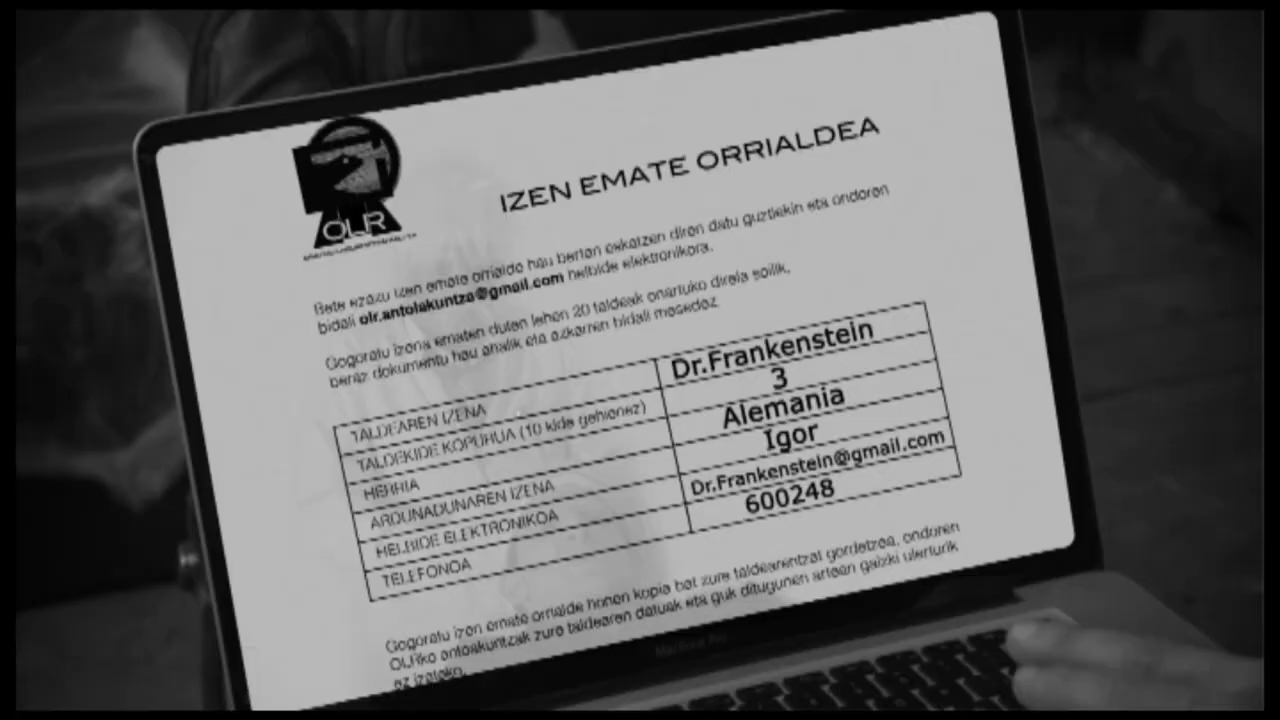 OLR
IZEN EMATE ORRIALDEA
Bete ezazu izen emate orrialde hau bertan eskatzen diren datu guztiekin eta ondoren
bidali olr.antolakuntza@gmail.com helbide elektronikora.
Gogoratu izena ematen duten lehen 20 taldeak onartuko direla soilik,
beraz dokumentu hau ahalik eta azkarren bidali mesedez
TALDEAREN IZENA Dr.Frankenstein
TALDEKIDE KOPURUA (10 kide gehienez) 3
HERRIA Alemania
ARDUNADUNAREN IZENA Igor
HELBIDE ELEKTRONIKOA Dr.Frankenstein@gmail.com
TELEFONOA 600248
Gogoratu izen emate orrialde honen kopia bat zure taldearentzat gordetzea, ondoren
OLRko antolakuntzak zure taldearen datuak eta guk ditugunen artean gaizki ulerturik
ez izateko.
MacBook Pro